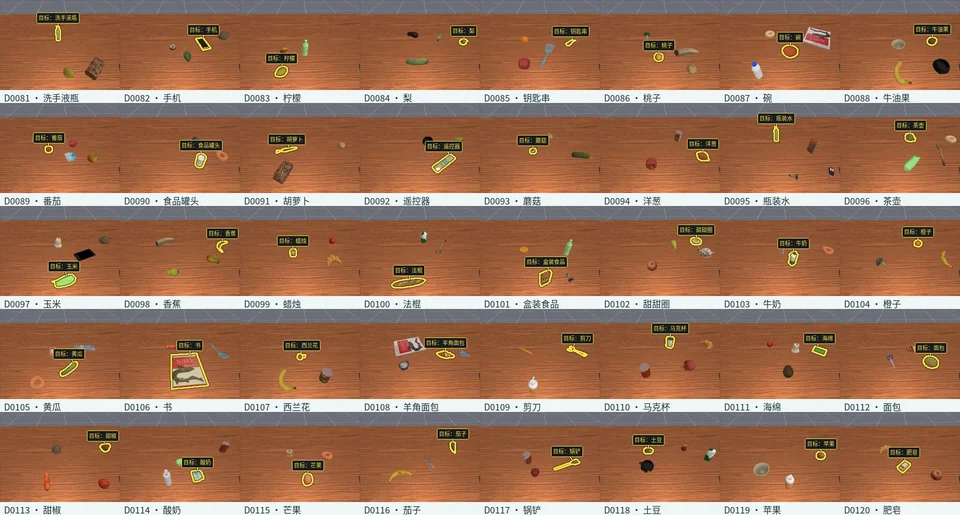 目标: 洗手液瓶
目标: 手机
目标: 柠檬
目标: 梨
目标: 钥匙串
目标: 桃子
目标: 碗
目标: 牛油果
D0081 · 洗手液瓶
D0082 · 手机
D0083 · 柠檬
D0084 · 梨
D0085 · 钥匙串
D0086 · 桃子
D0087 · 碗
D0088 · 牛油果
目标: 番茄
目标: 食品罐头
目标: 胡萝卜
目标: 遥控器
目标: 蘑菇
目标: 洋葱
目标: 瓶装水
目标: 茶壶
D0089 · 番茄
D0090 · 食品罐头
D0091 · 胡萝卜
D0092 · 遥控器
D0093 · 蘑菇
D0094 · 洋葱
D0095 · 瓶装水
D0096 · 茶壶
目标: 玉米
目标: 香蕉
目标: 蜡烛
目标: 法棍
目标: 盒装食品
目标: 甜甜圈
目标: 牛奶
目标: 橙子
D0097 · 玉米
D0098 · 香蕉
D0099 · 蜡烛
D0100 · 法棍
D0101 · 盒装食品
D0102 · 甜甜圈
D0103 · 牛奶
D0104 · 橙子
目标: 黄瓜
目标: 书
目标: 西兰花
目标: 羊角面包
目标: 剪刀
目标: 马克杯
目标: 海绵
目标: 面包
D0105 · 黄瓜
D0106 · 书
D0107 · 西兰花
D0108 · 羊角面包
D0109 · 剪刀
D0110 · 马克杯
D0111 · 海绵
D0112 · 面包
目标: 甜椒
目标: 酸奶
目标: 芒果
目标: 茄子
目标: 锅铲
目标: 土豆
目标: 苹果
目标: 肥皂
D0113 · 甜椒
D0114 · 酸奶
D0115 · 芒果
D0116 · 茄子
D0117 · 锅铲
D0118 · 土豆
D0119 · 苹果
D0120 · 肥皂